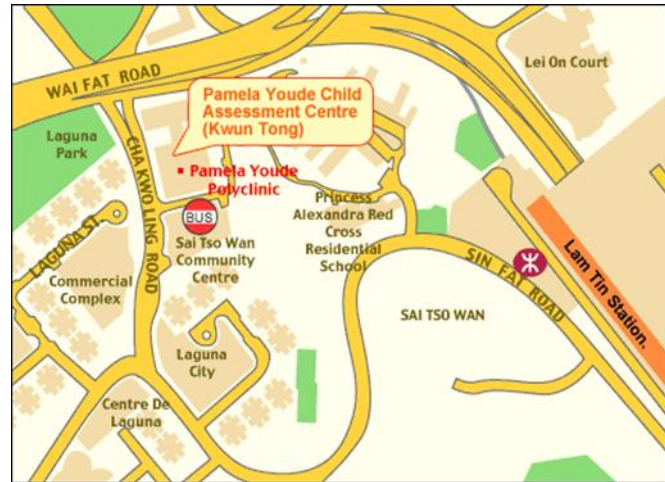 WAI FAT ROAD
Lei On Court
Pamela Youde Child
Assessment Centre
(Kwun Tong)
Laguna
Park
CHA KWO LING ROAD
Pamela Youde
Polyclinic
Princess
Alexandra Red
Cross
Residential
School
BUS
LAGUNA ST.
Sai Tso Wan
Community
Centre
SIN FAT ROAD
Lam Tin Station.
Commercial
Complex
SAI TSO WAN
Laguna
City
Centre De
Laguna